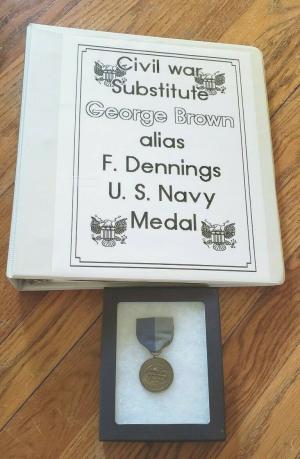 Civil war
Substitute
George Brown
alias
F. Dennings
U. S. Navy
Medal